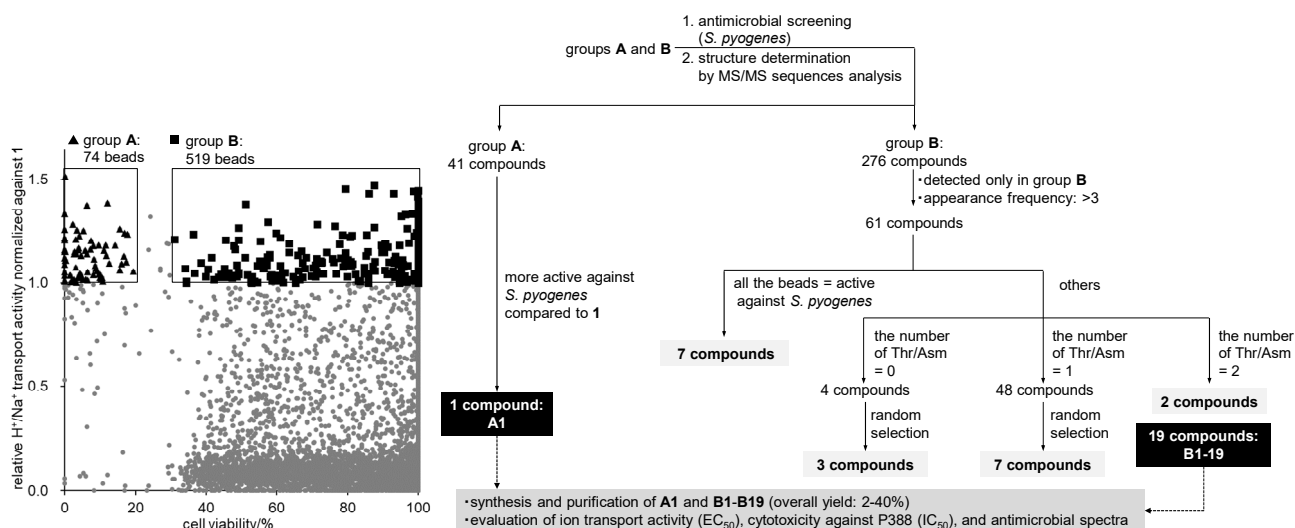 ▲ group A:
74 beads
■ group B:
519 beads
relative H⁺/Na⁺ transport activity normalized against 1
1.5
1.0
0.5
0.0
0
20
40
60
80
100
cell viability/%
groups A and B
1. antimicrobial screening
(S. pyogenes)
2. structure determination
by MS/MS sequences analysis
group A:
41 compounds
more active against
S. pyogenes
compared to 1
1 compound:
A1
group B:
276 compounds
・detected only in group B
・appearance frequency: >3
61 compounds
all the beads = active
against S. pyogenes
7 compounds
others
the number
of Thr/Asm
= 0
4 compounds
random
selection
3 compounds
the number
of Thr/Asm
= 1
48 compounds
random
selection
7 compounds
the number
of Thr/Asm
= 2
2 compounds
19 compounds:
B1-19
・synthesis and purification of A1 and B1-B19 (overall yield: 2-40%)
・evaluation of ion transport activity (EC₅₀), cytotoxicity against P388 (IC₅₀), and antimicrobial spectra